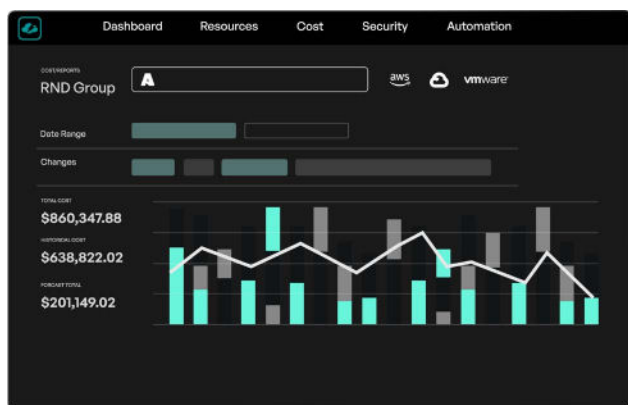 Dashboard Resources Cost Security Automation
COST/REPORTS
RND Group
A
aws
vmware
Date Range
Changes
TOTAL COST
$860,347.88
HISTORICAL COST
$638,822.02
FORCAST TOTAL
$201,149.02